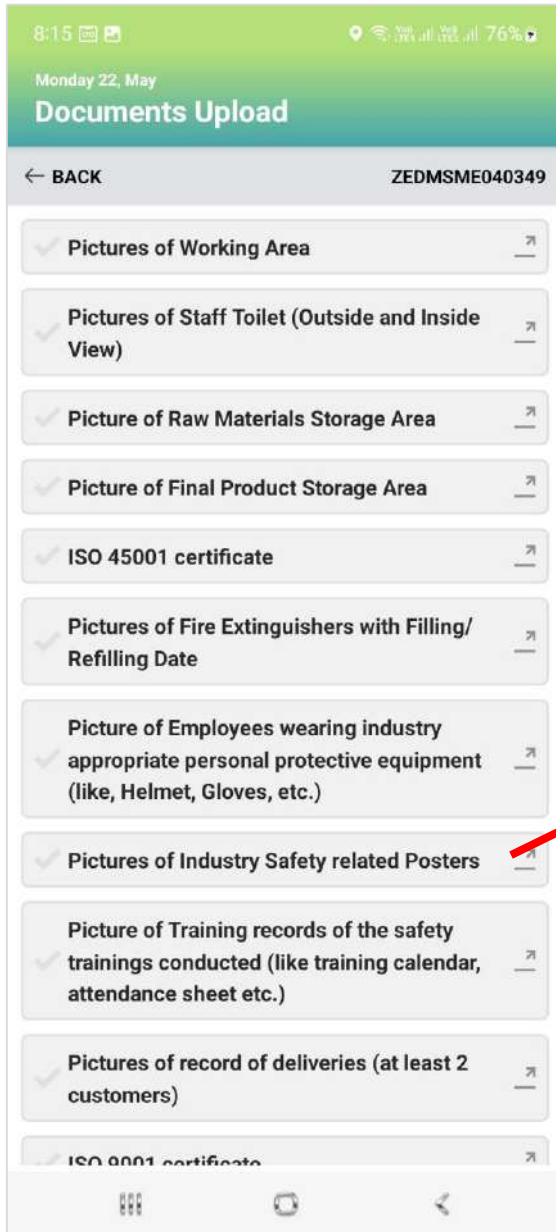 8:15 76%
Monday 22, May
Documents Upload
← BACK ZEDMSME040349
Pictures of Working Area
Pictures of Staff Toilet (Outside and Inside
View)
Picture of Raw Materials Storage Area
Picture of Final Product Storage Area
ISO 45001 certificate
Pictures of Fire Extinguishers with Filling/
Refilling Date
Picture of Employees wearing industry
appropriate personal protective equipment
(like, Helmet, Gloves, etc.)
Pictures of Industry Safety related Posters
Picture of Training records of the safety
trainings conducted (like training calendar,
attendance sheet etc.)
Pictures of record of deliveries (at least 2
customers)
ISO 9001 certificate